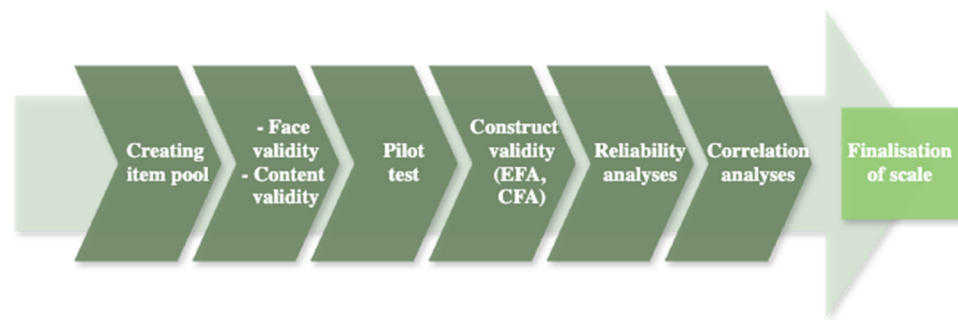 Creating
item pool
- Face
validity
- Content
validity
Pilot
test
Construct
validity
(EFA,
CFA)
Reliability
analyses
Correlation
analyses
Finalisation
of scale